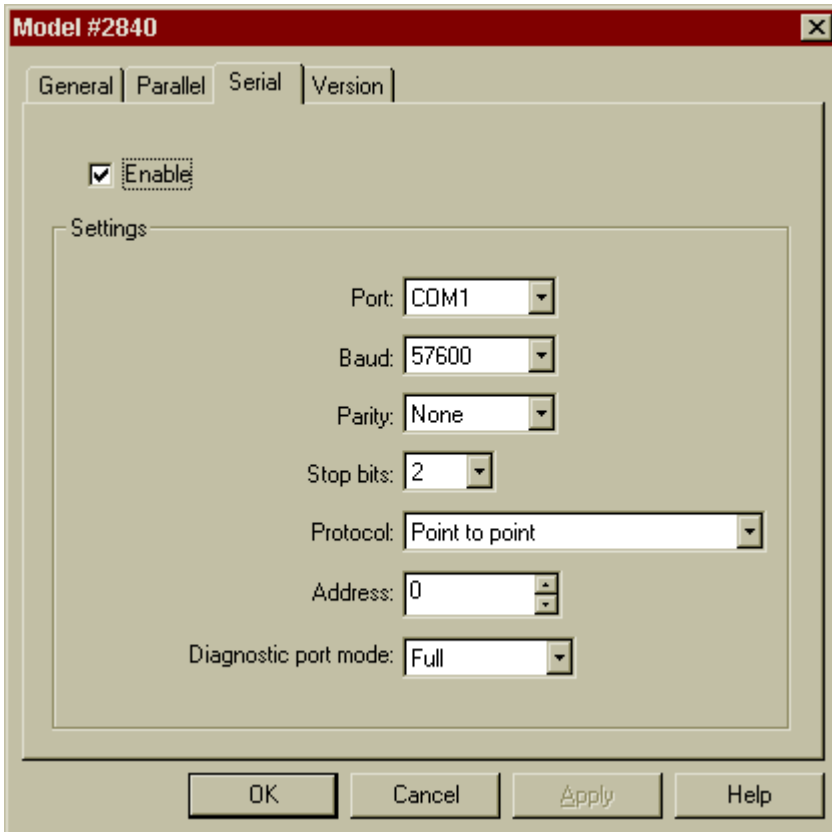 Model #2840
General Parallel Serial Version
Enable
Settings
Port: COM1
Baud: 57600
Parity: None
Stop bits: 2
Protocol: Point to point
Address: 0
Diagnostic port mode: Full
OK Cancel Apply Help